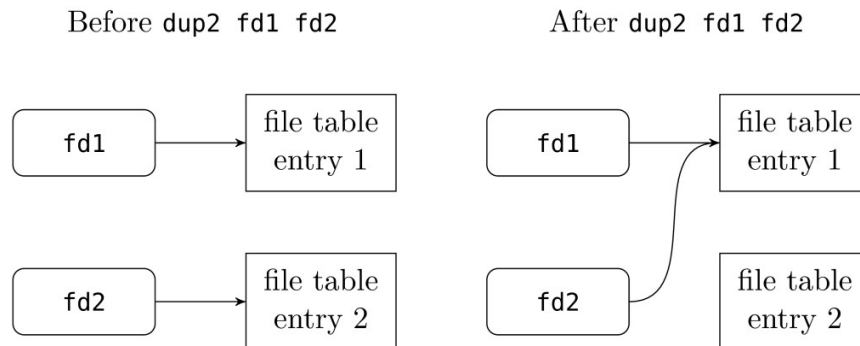 Before dup2 fd1 fd2
After dup2 fd1 fd2
fd1
file table
entry 1
fd1
file table
entry 1
fd2
file table
entry 2
fd2
file table
entry 2